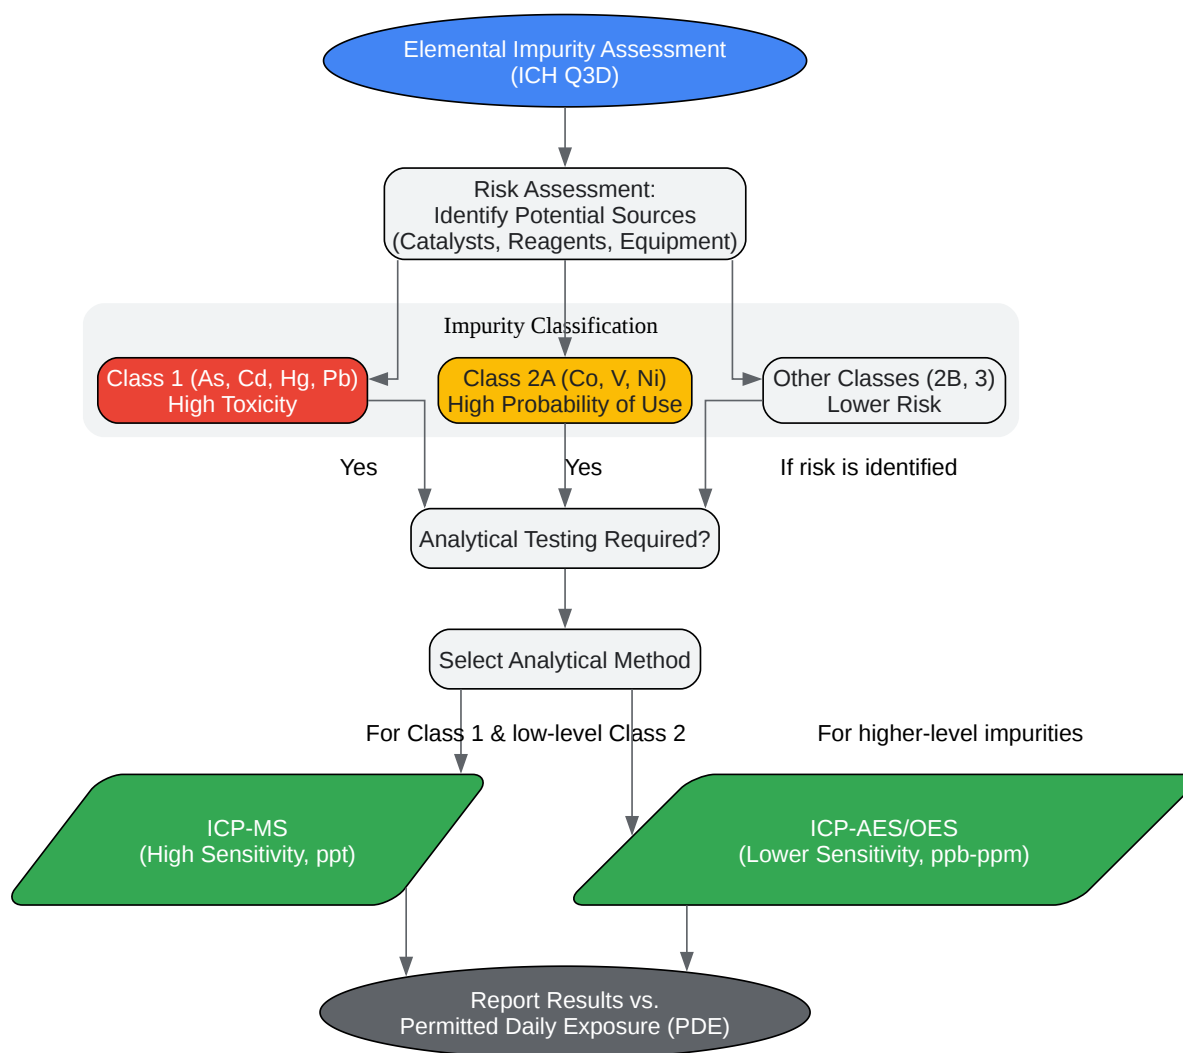 Elemental Impurity Assessment
(ICH Q3D)
Risk Assessment:
Identify Potential Sources
(Catalysts, Reagents, Equipment)
Impurity Classification
Class 1 (As, Cd, Hg, Pb)
High Toxicity
Class 2A (Co, V, Ni)
High Probability of Use
Other Classes (2B, 3)
Lower Risk
Yes
Yes
If risk is identified
Analytical Testing Required?
Select Analytical Method
For Class 1 & low-level Class 2
For higher-level impurities
ICP-MS
(High Sensitivity, ppt)
ICP-AES/OES
(Lower Sensitivity, ppb-ppm)
Report Results vs.
Permitted Daily Exposure (PDE)